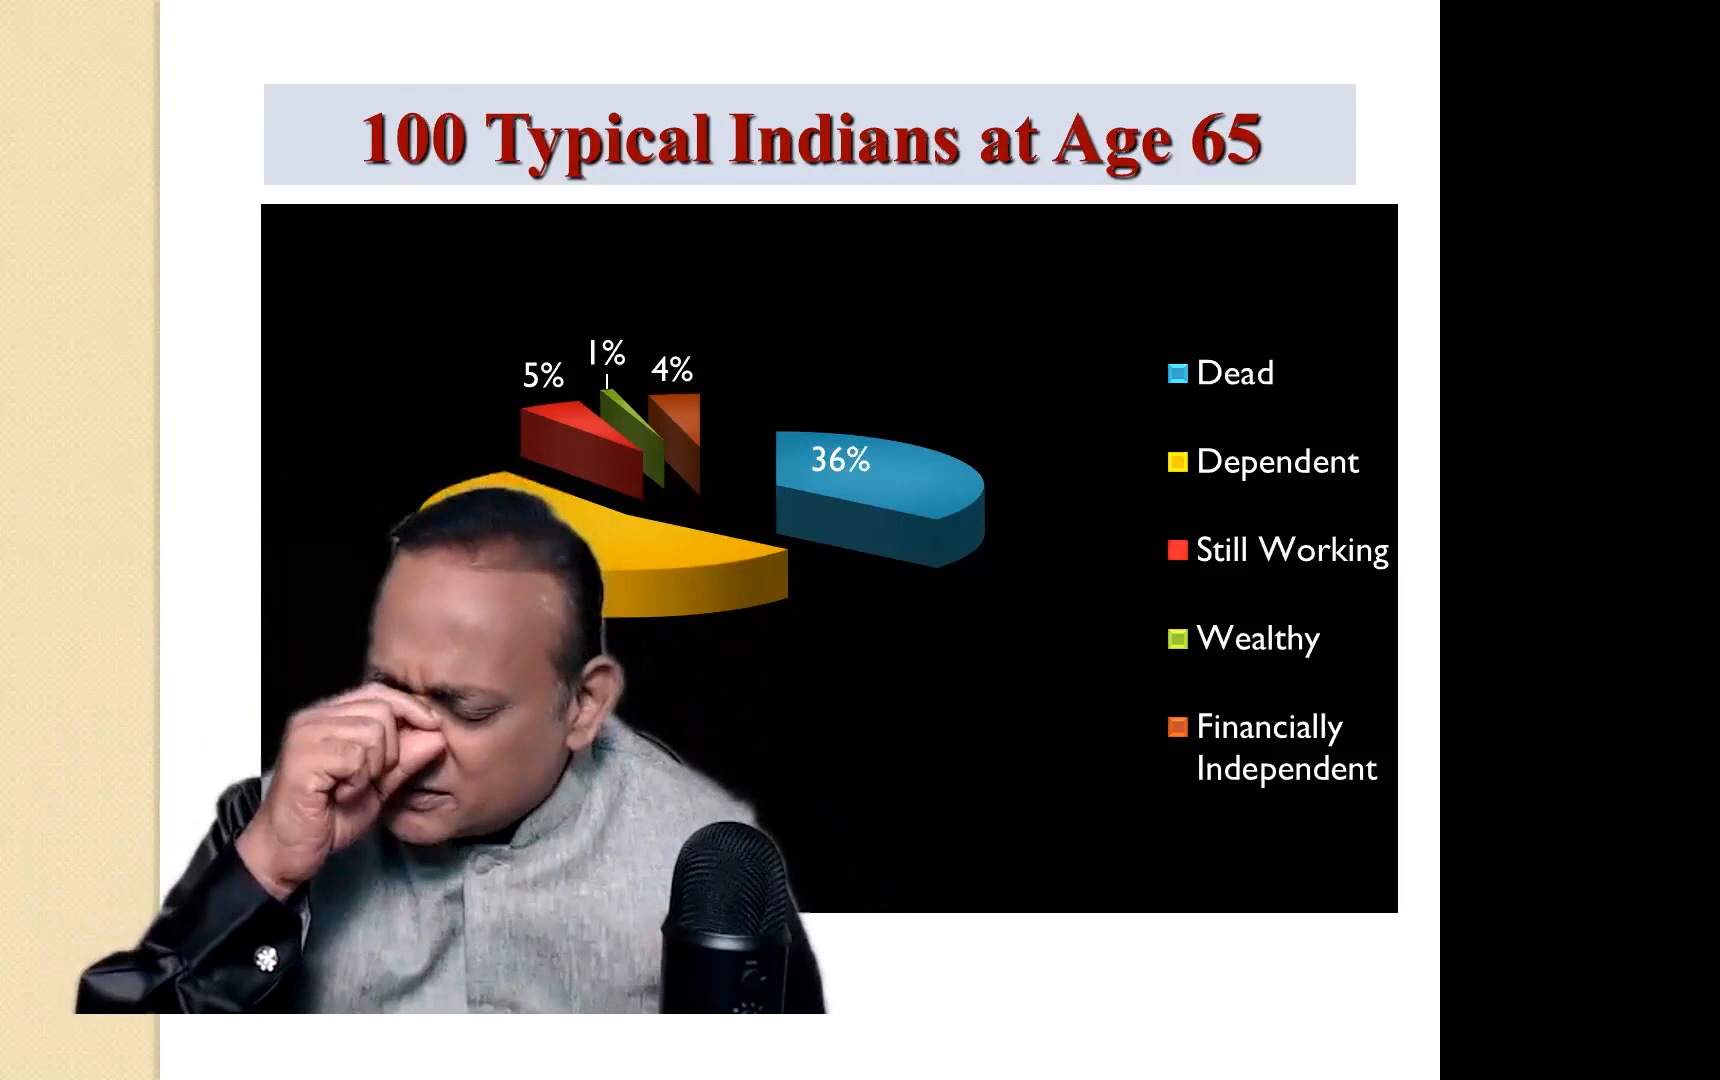 100 Typical Indians at Age 65
5%
1%
4%
36%
Dead
Dependent
Still Working
Wealthy
Financially
Independent